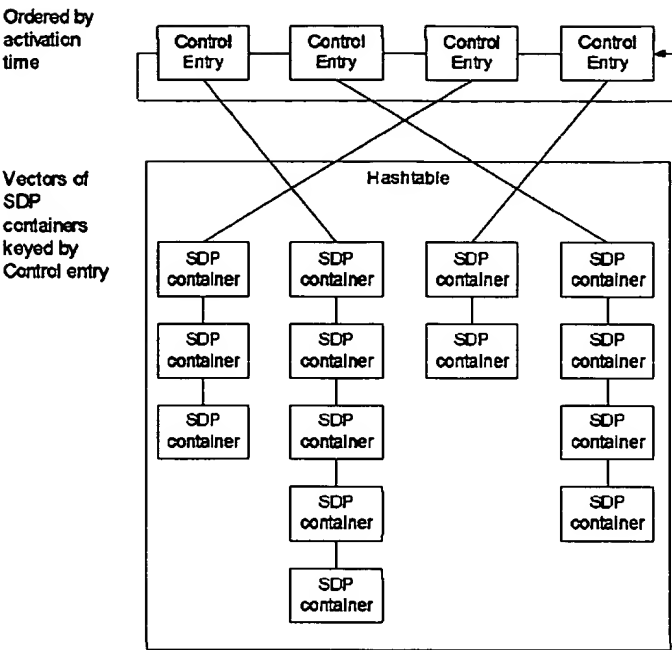 Ordered by
activation
time
Control
Entry
Control
Entry
Control
Entry
Control
Entry
Vectors of
SDP
containers
keyed by
Control entry
Hashtable
SDP
container
SDP
container
SDP
container
SDP
container
SDP
container
SDP
container
SDP
container
SDP
container
SDP
container
SDP
container
SDP
container
SDP
container
SDP
container
SDP
container